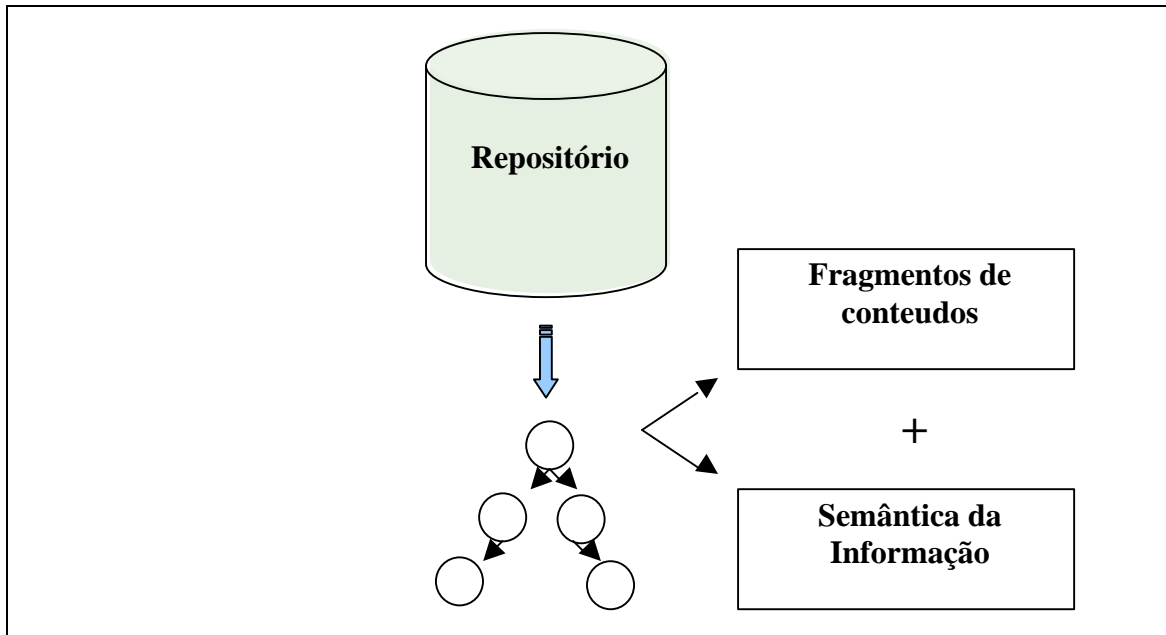 Repositório
Fragmentos de
conteudos
+
Semântica da
Informação